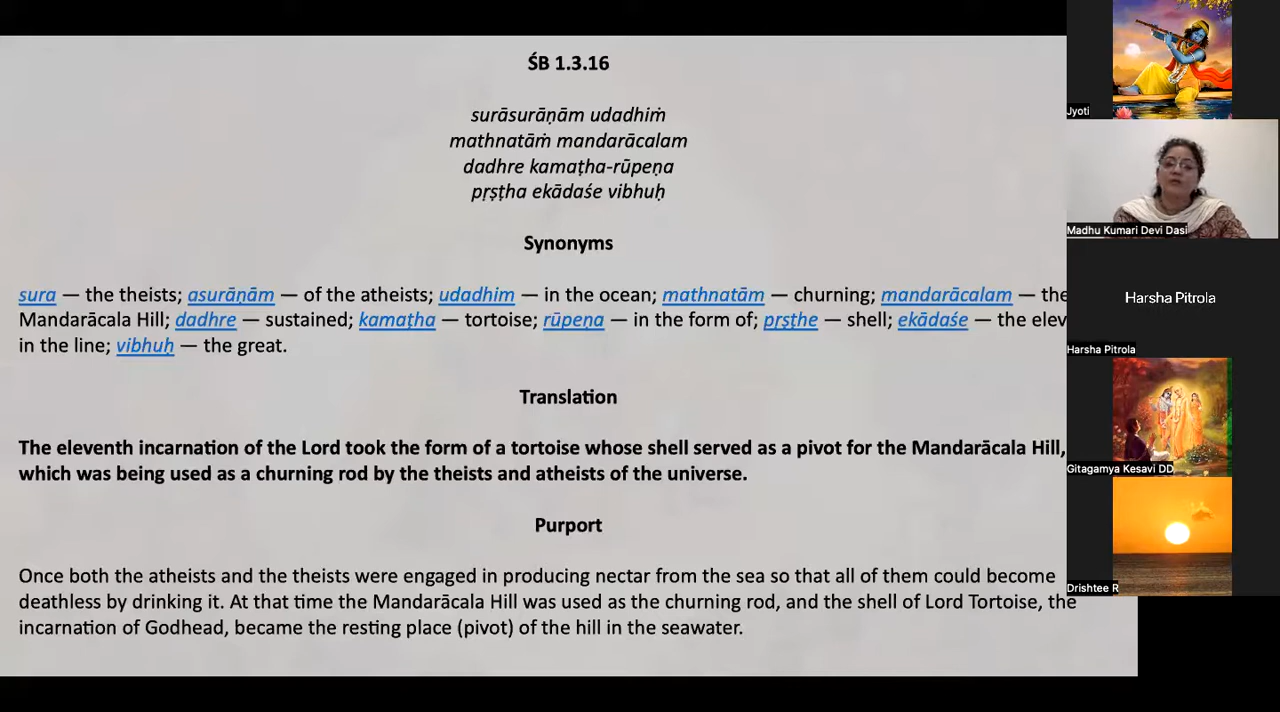 ŚB 1.3.16
surāsurāṇām udadhiṁ
mathnatāṁ mandarācalam
dadhre kamaṭha-rūpeṇa
pṛṣṭha ekādaśe vibhuḥ
Synonyms
sura — the theists; asurāṇām — of the atheists; udadhim — in the ocean; mathnatām — churning; mandarācalam — the
Mandarācala Hill; dadhre — sustained; kamaṭha — tortoise; rūpeṇa — in the form of; pṛṣṭhe — shell; ekādaśe — the elev
in the line; vibhuḥ — the great.
Translation
The eleventh incarnation of the Lord took the form of a tortoise whose shell served as a pivot for the Mandarācala Hill,
which was being used as a churning rod by the theists and atheists of the universe.
Purport
Once both the atheists and the theists were engaged in producing nectar from the sea so that all of them could become
deathless by drinking it. At that time the Mandarācala Hill was used as the churning rod, and the shell of Lord Tortoise, the
incarnation of Godhead, became the resting place (pivot) of the hill in the seawater.
Jyoti
Madhu Kumari Devi Dasi
Harsha Pitrola
Harsha Pitrola
Gitagamya Kesavi DD
Drishtee R